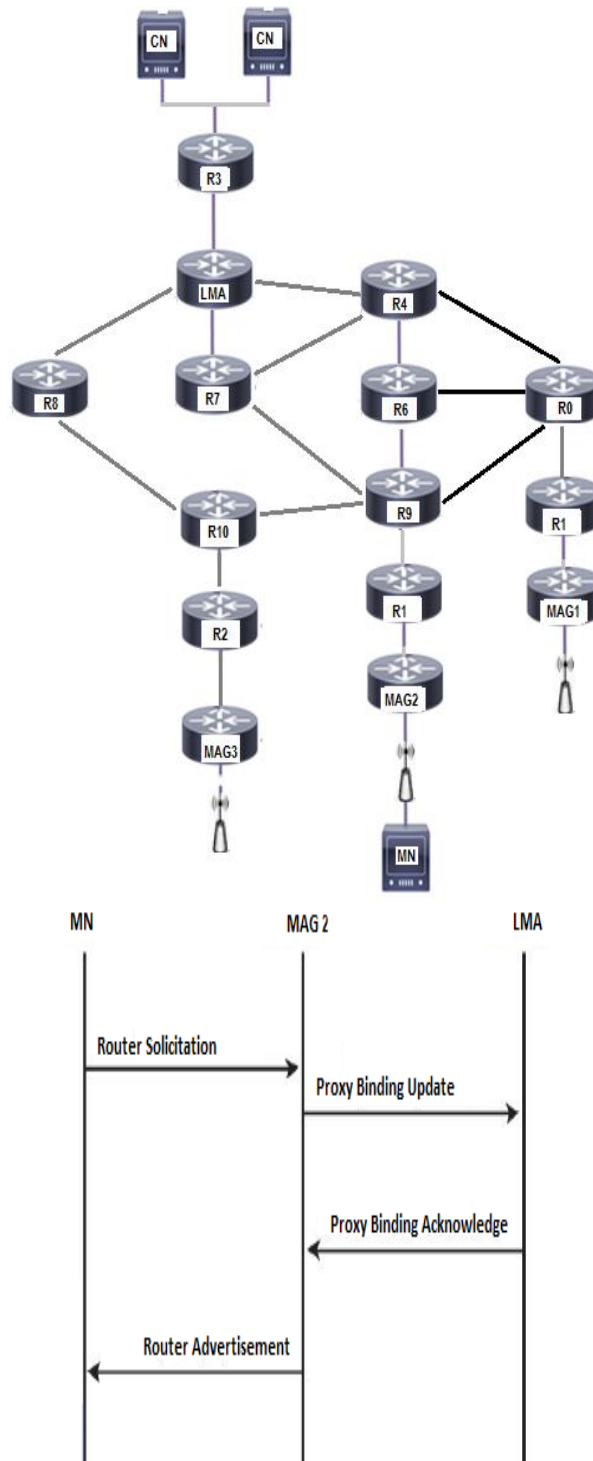 CN
CN
R3
LMA
R4
R8
R7
R6
R0
R10
R9
R1
R2
R1
MAG1
MAG2
MAG3
MN
MN
MAG 2
LMA
Router Solicitation
Proxy Binding Update
Proxy Binding Acknowledge
Router Advertisement